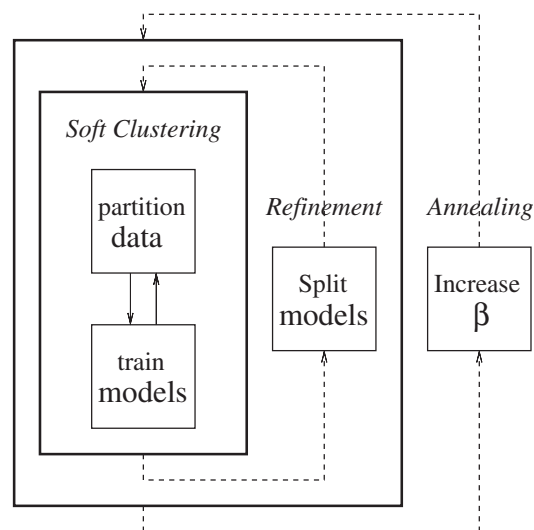 Soft Clustering
partition
data
train
models
Refinement
Split
models
Annealing
Increase
β